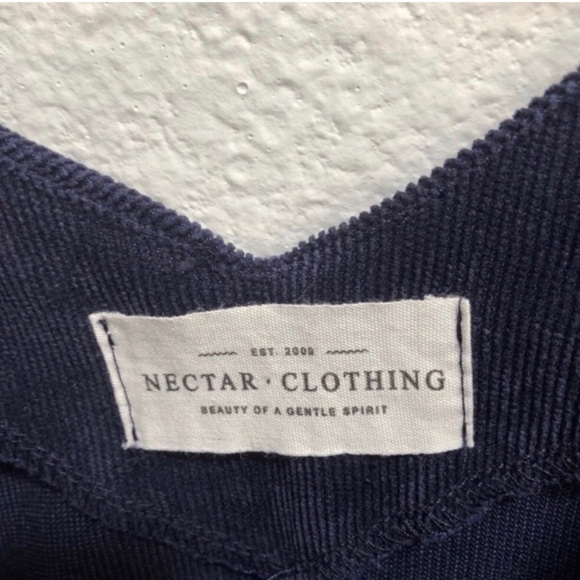 EST. 2009
NECTAR · CLOTHING
BEAUTY OF A GENTLE SPIRIT